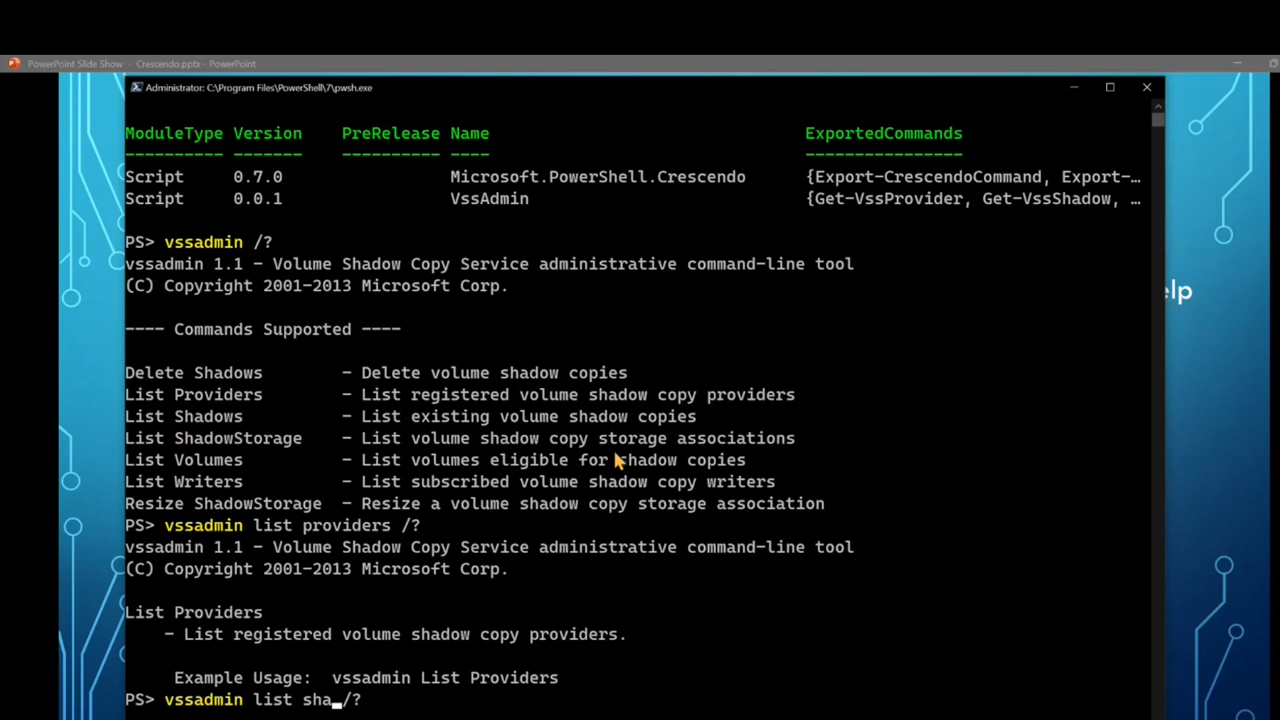 PowerPoint Slide Show - Crescendo.pptx - PowerPoint
Administrator: C:\Program Files\PowerShell\7\pwsh.exe
ModuleType Version    PreRelease Name                                ExportedCommands
---------- -------    ---------- ----                                ----------------
Script     0.7.0                 Microsoft.PowerShell.Crescendo      {Export-CrescendoCommand, Export-…
Script     0.0.1                 VssAdmin                            {Get-VssProvider, Get-VssShadow, …
PS> vssadmin /?
vssadmin 1.1 - Volume Shadow Copy Service administrative command-line tool
(C) Copyright 2001-2013 Microsoft Corp.
elp
---- Commands Supported ----
Delete Shadows        - Delete volume shadow copies
List Providers        - List registered volume shadow copy providers
List Shadows          - List existing volume shadow copies
List ShadowStorage    - List volume shadow copy storage associations
List Volumes          - List volumes eligible for shadow copies
List Writers          - List subscribed volume shadow copy writers
Resize ShadowStorage  - Resize a volume shadow copy storage association
PS> vssadmin list providers /?
vssadmin 1.1 - Volume Shadow Copy Service administrative command-line tool
(C) Copyright 2001-2013 Microsoft Corp.
List Providers
    - List registered volume shadow copy providers.
     Example Usage:  vssadmin List Providers
PS> vssadmin list sha_/?